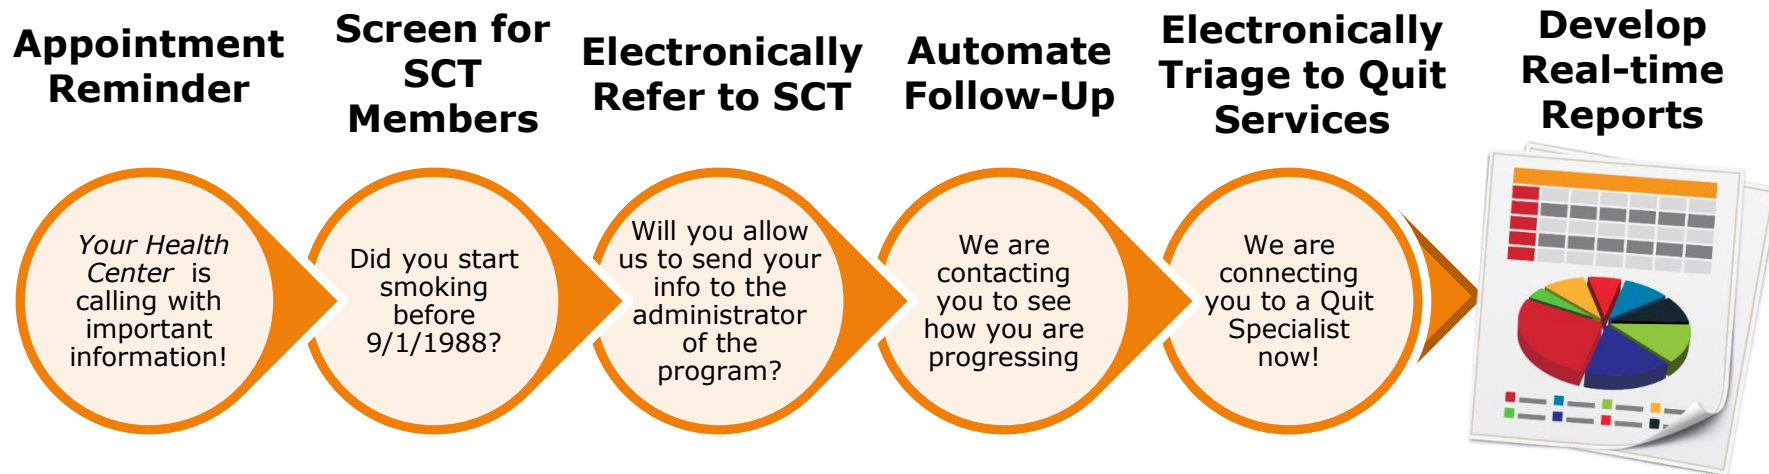 Appointment
Reminder
Screen for
SCT
Members
Electronically
Refer to SCT
Automate
Follow-Up
Electronically
Triage to Quit
Services
Develop
Real-time
Reports
Your Health
Center is
calling with
important
information!
Did you start
smoking
before
9/1/1988?
Will you allow
us to send your
info to the
administrator
of the
program?
We are
contacting
you to see
how you are
progressing
We are
connecting
you to a Quit
Specialist
now!